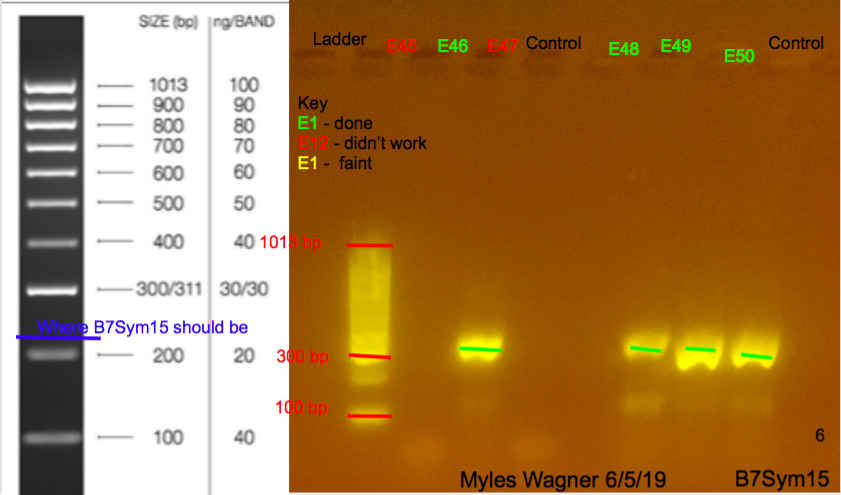 SIZE (bp) ng/BAND
1013 100
900 90
800 80
700 70
600 60
500 50
400 40
300/311 30/30
Where B7Sym15 should be
200 20
100 40
Ladder E45 E46 E47 Control E48 E49 E50 Control
Key
E1 - done
E12 - didn't work
E1 - faint
1013 bp
300 bp
100 bp
6
Myles Wagner 6/5/19 B7Sym15